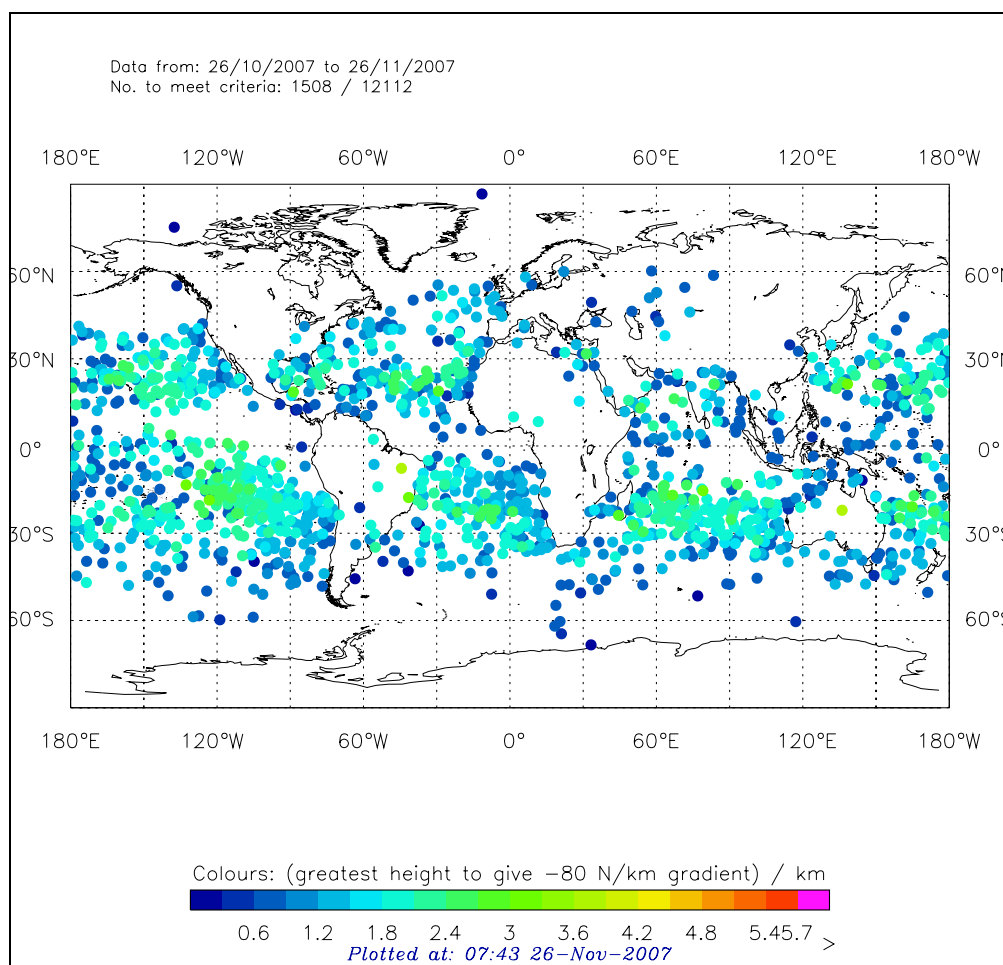 Data from: 26/10/2007 to 26/11/2007
No. to meet criteria: 1508 / 12112
180°E 120°W 60°W 0° 60°E 120°E 180°W
60°N 60°N
30°N 30°N
0° 0°
30°S 30°S
60°S 60°S
180°E 120°W 60°W 0° 60°E 120°E 180°W
Colours: (greatest height to give −80 N/km gradient) / km
0.6 1.2 1.8 2.4 3 3.6 4.2 4.8 5.45.7 >
Plotted at: 07:43 26−Nov−2007